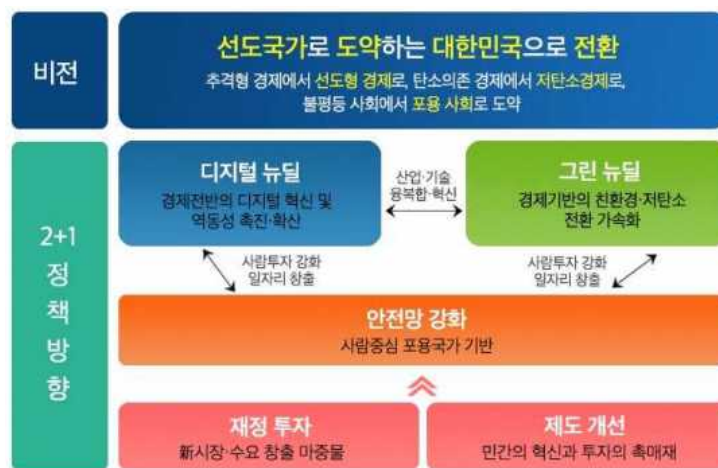 비전
선도국가로 도약하는 대한민국으로 전환
추격형 경제에서 선도형 경제로, 탄소의존 경제에서 저탄소경제로,
불평등 사회에서 포용 사회로 도약
2+1
정
책
방
향
디지털 뉴딜
경제전반의 디지털 혁신 및
역동성 촉진·확산
산업·기술
융복합·혁신
그린 뉴딜
경제기반의 친환경·저탄소
전환 가속화
사람투자 강화
일자리 창출
사람투자 강화
일자리 창출
안전망 강화
사람중심 포용국가 기반
재정 투자
新시장·수요 창출 마중물
제도 개선
민간의 혁신과 투자의 촉매재